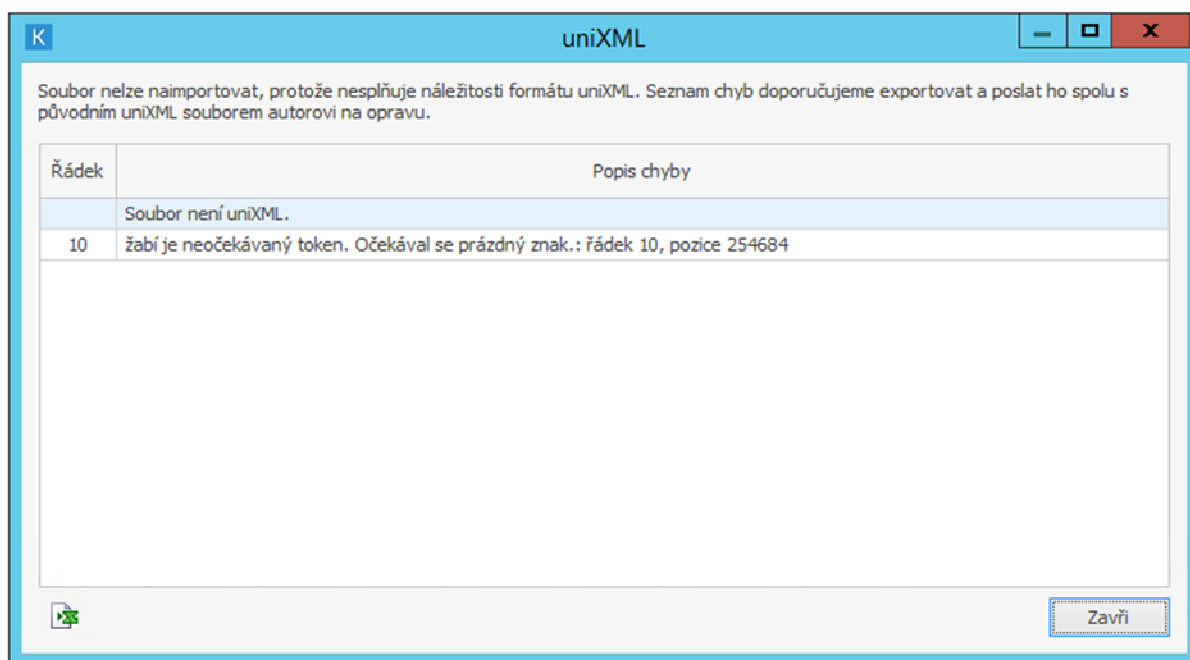 K
uniXML
Soubor nelze naimportovat, protože nesplňuje náležitosti formátu uniXML. Seznam chyb doporučujeme exportovat a poslat ho spolu s
původním uniXML souborem autorovi na opravu.
Řádek Popis chyby
Soubor není uniXML.
10 žabí je neočekávaný token. Očekával se prázdný znak.: řádek 10, pozice 254684
Zavři